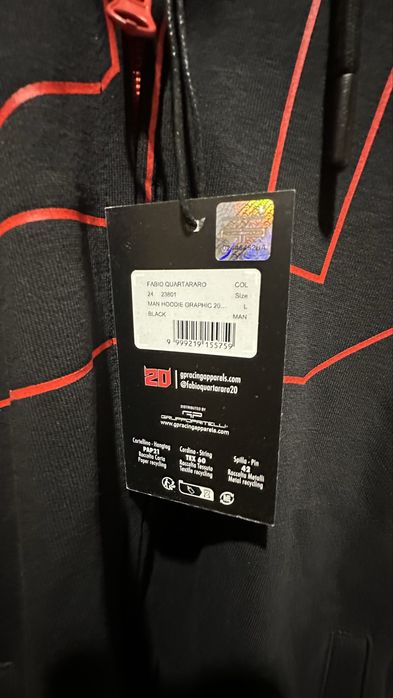 FABIO QUARTARARO COL
24 23801 Size
MAN HOODIE GRAPHIC 20.... L
BLACK MAN
9 999219 155759
20
gpracingapparels.com
@fabioquartararo20
DISTRIBUTED BY
GRUPPOPRITELLI
www.gpracingapparels.com
Cartellino - Hangtag
PAP21
Raccolta Carta
Paper recycling
Cordino - String
TEX 60
Raccolta Tessuto
Textile recycling
Spilla - Pin
42
Raccolta Metalli
Metal recycling